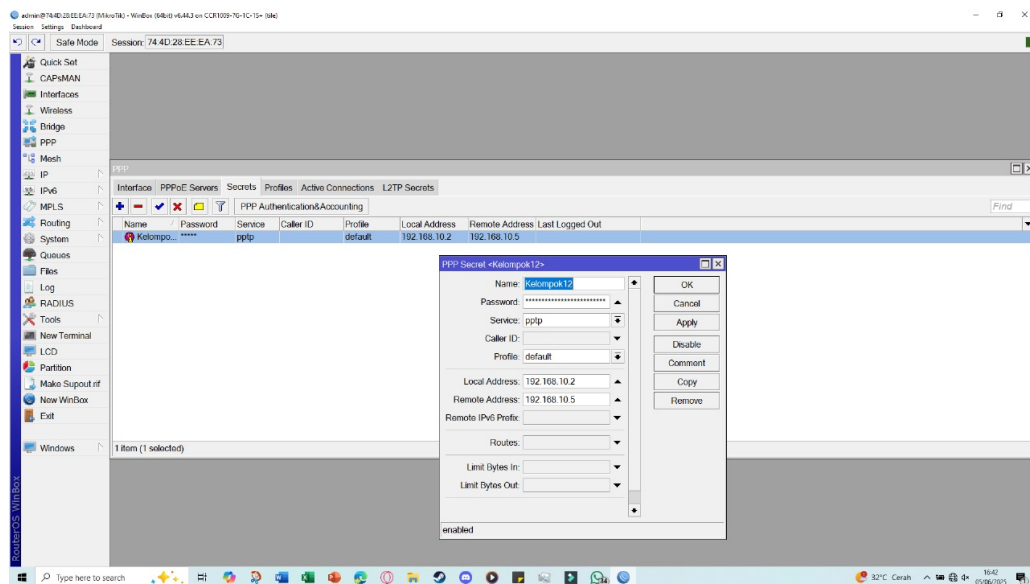 admin@74:4D:28:EE:EA:73 (MikroTik) - WinBox (64bit) v6.44.3 on CCR1009-7G-1C-1S+ (tile)
Session Settings Dashboard
Safe Mode Session: 74:4D:28:EE:EA:73
Quick Set
CAPsMAN
Interfaces
Wireless
Bridge
PPP
Mesh
IP
IPv6
MPLS
Routing
System
Queues
Files
Log
RADIUS
Tools
New Terminal
LCD
Partition
Make Supout.rif
New WinBox
Exit
Windows
RouterOS WinBox
PPP
Interface PPPoE Servers Secrets Profiles Active Connections L2TP Secrets
PPP Authentication&Accounting Find
Name / Password Service Caller ID Profile Local Address Remote Address Last Logged Out
Kelompo... ***** pptp default 192.168.10.2 192.168.10.5
1 item (1 selected)
PPP Secret <Kelompok12>
Name: Kelompok12 OK
Password: Cancel
Service: pptp Apply
Caller ID: Disable
Profile: default Comment
Local Address: 192.168.10.2 Copy
Remote Address: 192.168.10.5 Remove
Remote IPv6 Prefix:
Routes:
Limit Bytes In:
Limit Bytes Out:
enabled
Type here to search 32°C Cerah 16:42
05/06/2025